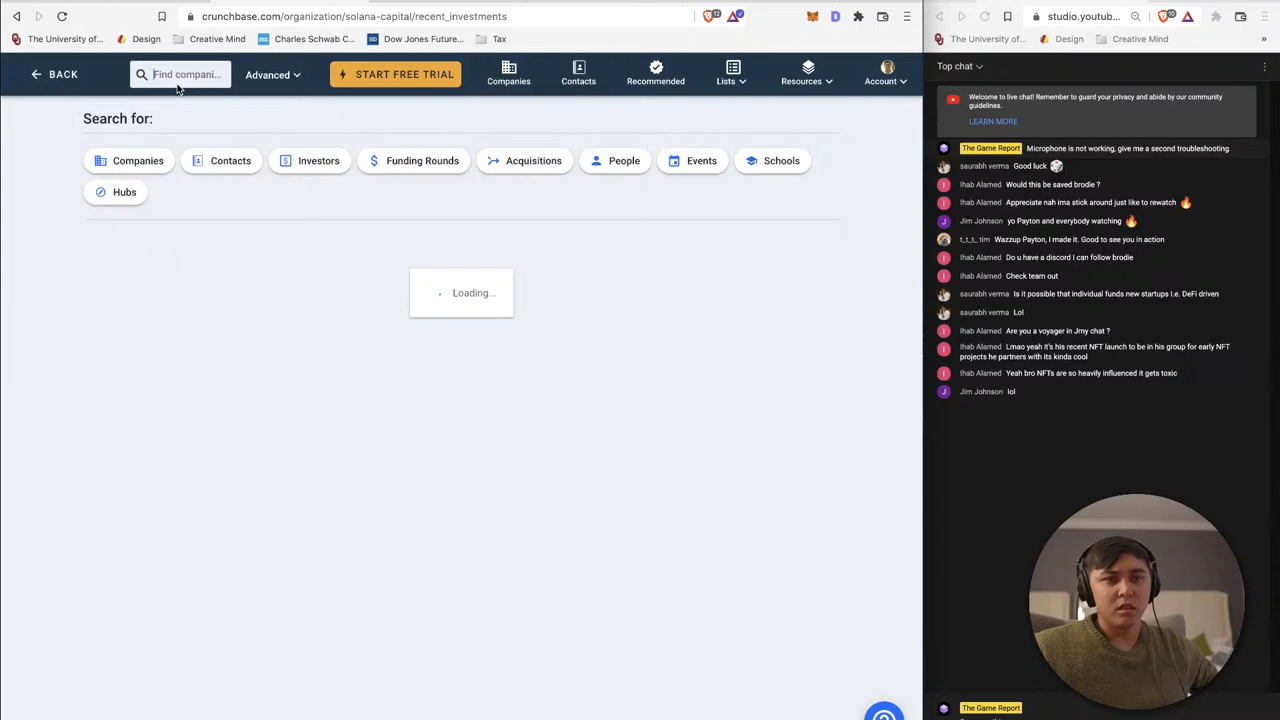 crunchbase.com/organization/solana-capital/recent_investments
12
studio.youtub...
10
The University of...
Design
Creative Mind
Charles Schwab C...
Dow Jones Future...
Tax
The University of...
Design
Creative Mind
»
BACK
Find compani...
Advanced
START FREE TRIAL
Companies
Contacts
Recommended
Lists
Resources
Account
Search for:
Companies
Contacts
Investors
Funding Rounds
Acquisitions
People
Events
Schools
Hubs
Loading...
Top chat
Welcome to live chat! Remember to guard your privacy and abide by our community
guidelines.
LEARN MORE
The Game Report Microphone is not working, give me a second troubleshooting
saurabh verma Good luck
Ihab Alamed Would this be saved brodie ?
Ihab Alamed Appreciate nah ima stick around just like to rewatch
Jim Johnson yo Payton and everybody watching
t_t_t_ tim Wazzup Payton, I made it. Good to see you in action
Ihab Alamed Do u have a discord I can follow brodie
Ihab Alamed Check team out
saurabh verma Is it possible that individual funds new startups I.e. DeFi driven
saurabh verma Lol
Ihab Alamed Are you a voyager in Jrny chat ?
Ihab Alamed Lmao yeah it's his recent NFT launch to be in his group for early NFT
projects he partners with its kinda cool
Ihab Alamed Yeah bro NFTs are so heavily influenced it gets toxic
Jim Johnson lol
The Game Report